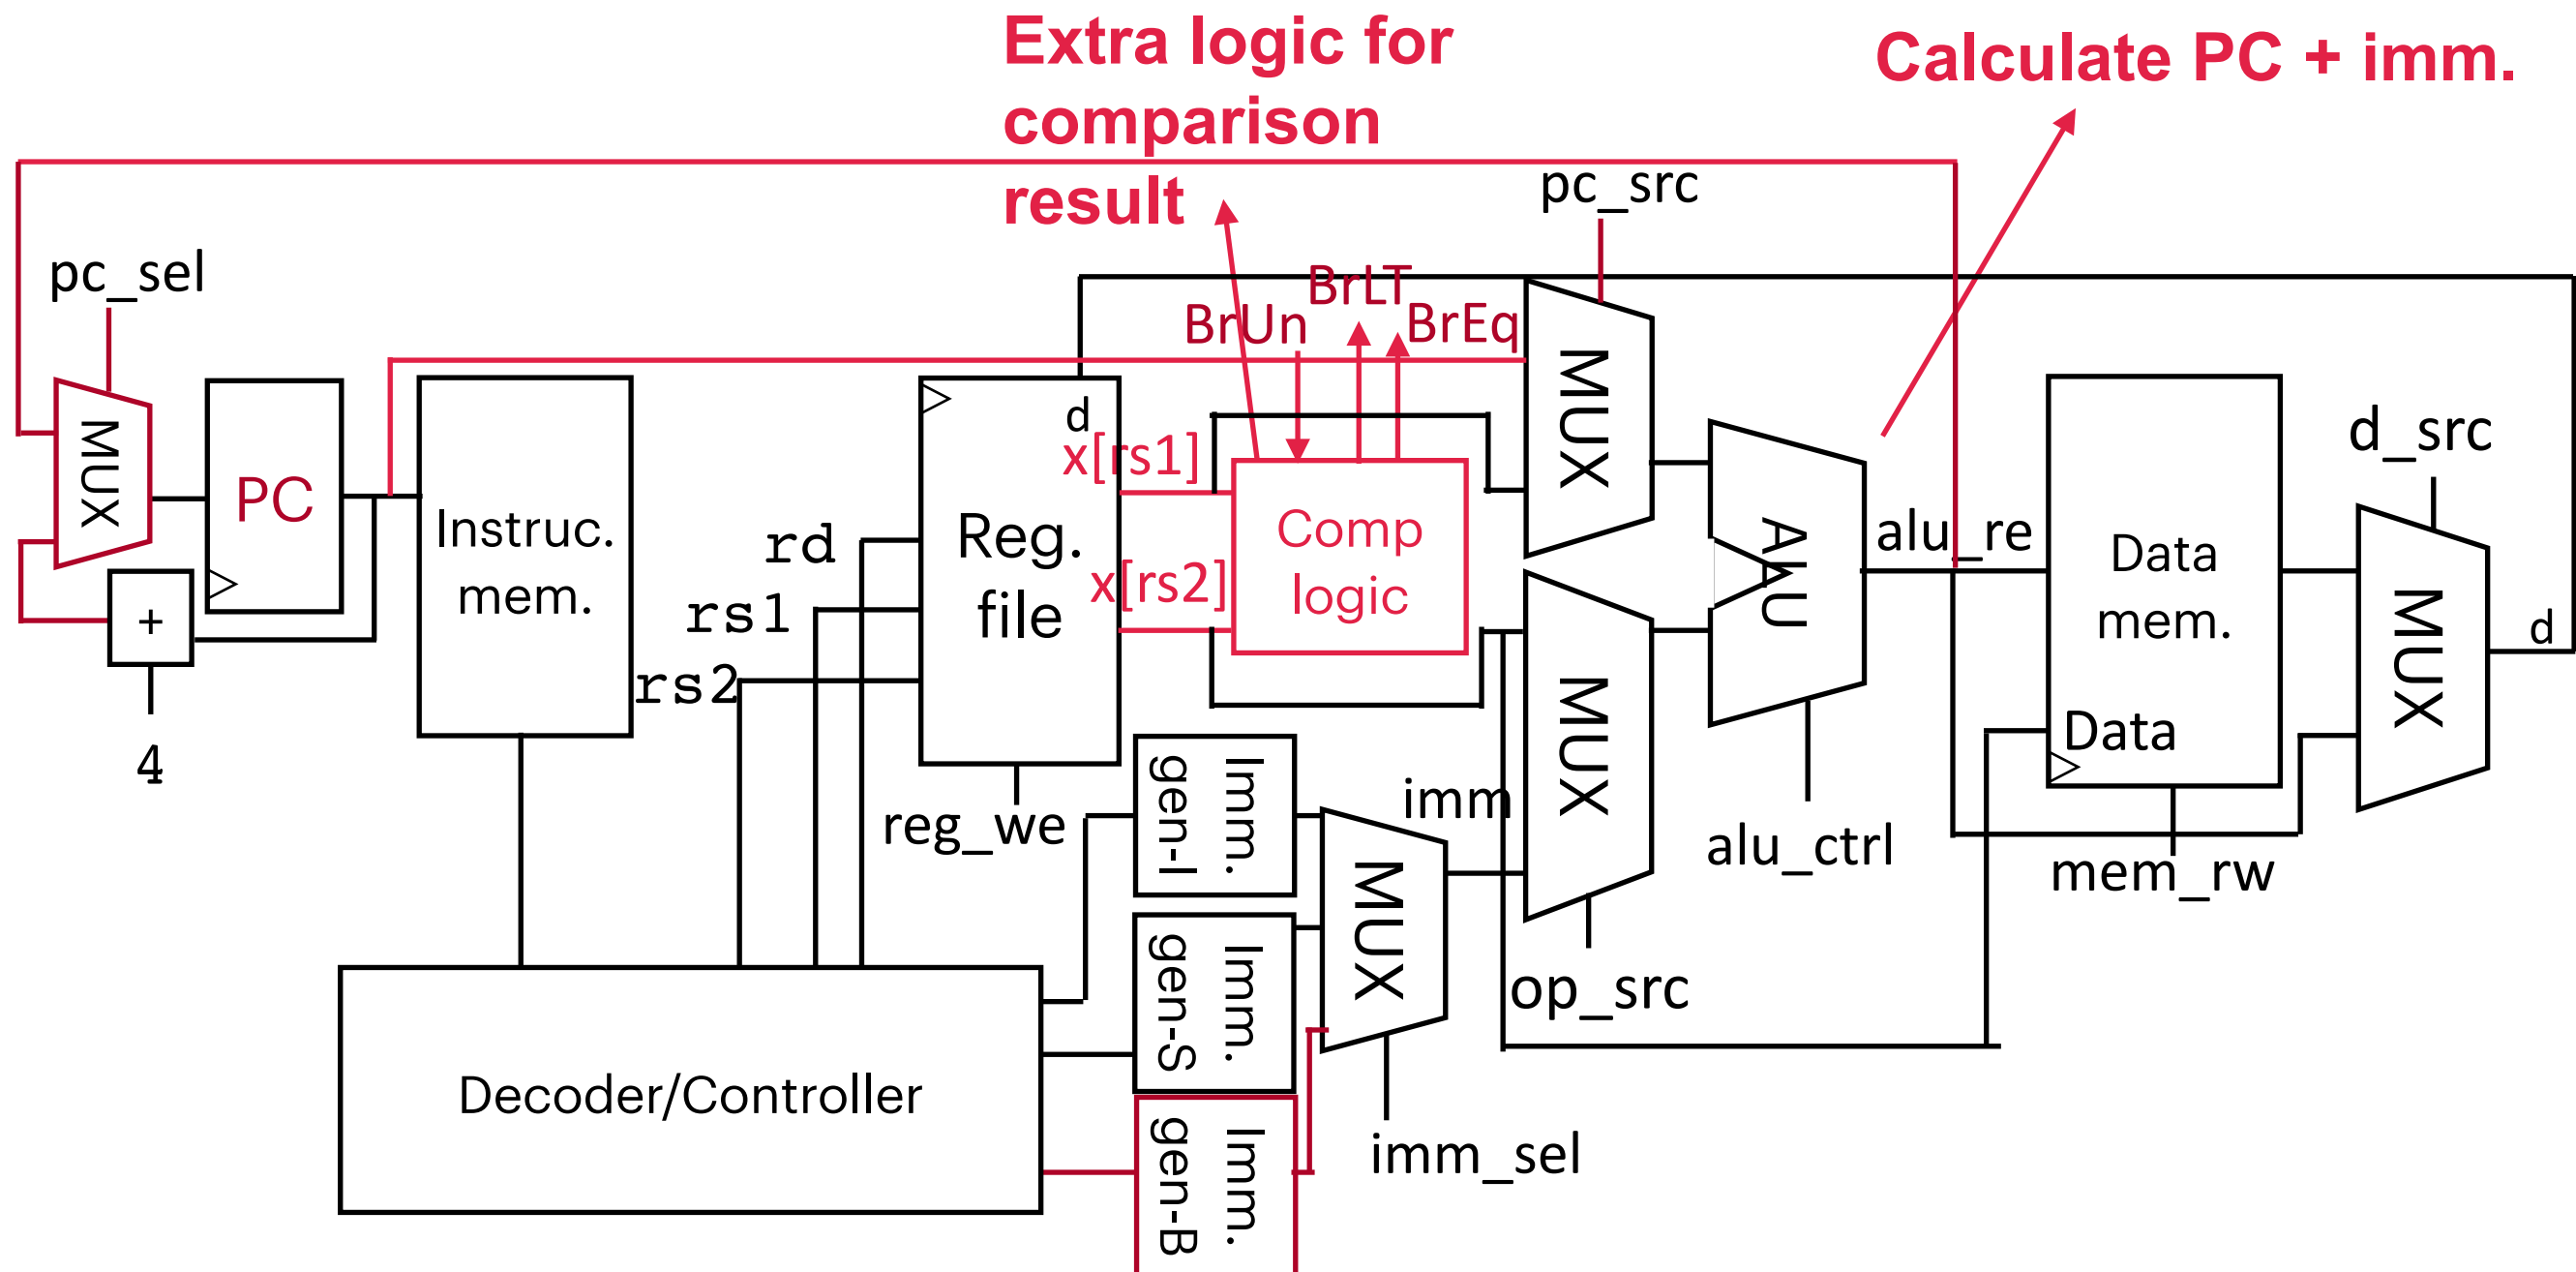 Extra logic for
comparison
result
Calculate PC + imm.
pc_src
pc_sel
BrLT
BrUn
BrEq
MUX
PC
Instruc.
mem.
+
4
rd
rs1
rs2
d
x[rs1]
x[rs2]
Reg.
file
reg_we
Comp
logic
MUX
MUX
ALU
alu_re
alu_ctrl
Data
mem.
Data
mem_rw
d_src
MUX
d
Imm.
gen-I
Imm.
gen-S
Imm.
gen-B
MUX
imm
imm_sel
op_src
Decoder/Controller